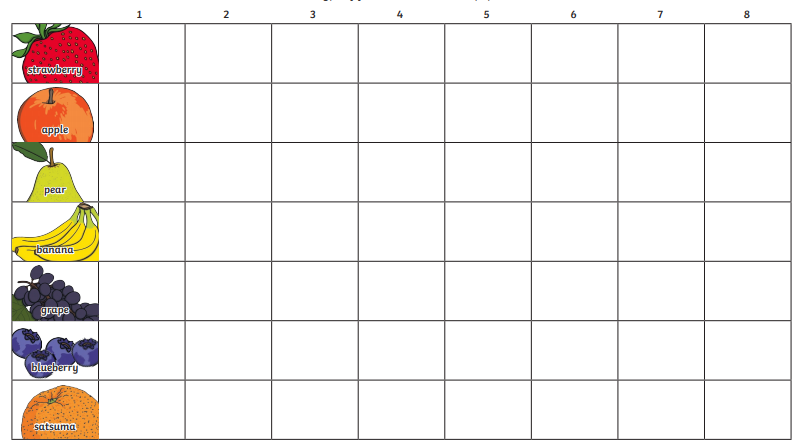 1 2 3 4 5 6 7 8
strawberry
apple
pear
banana
grape
blueberry
satsuma